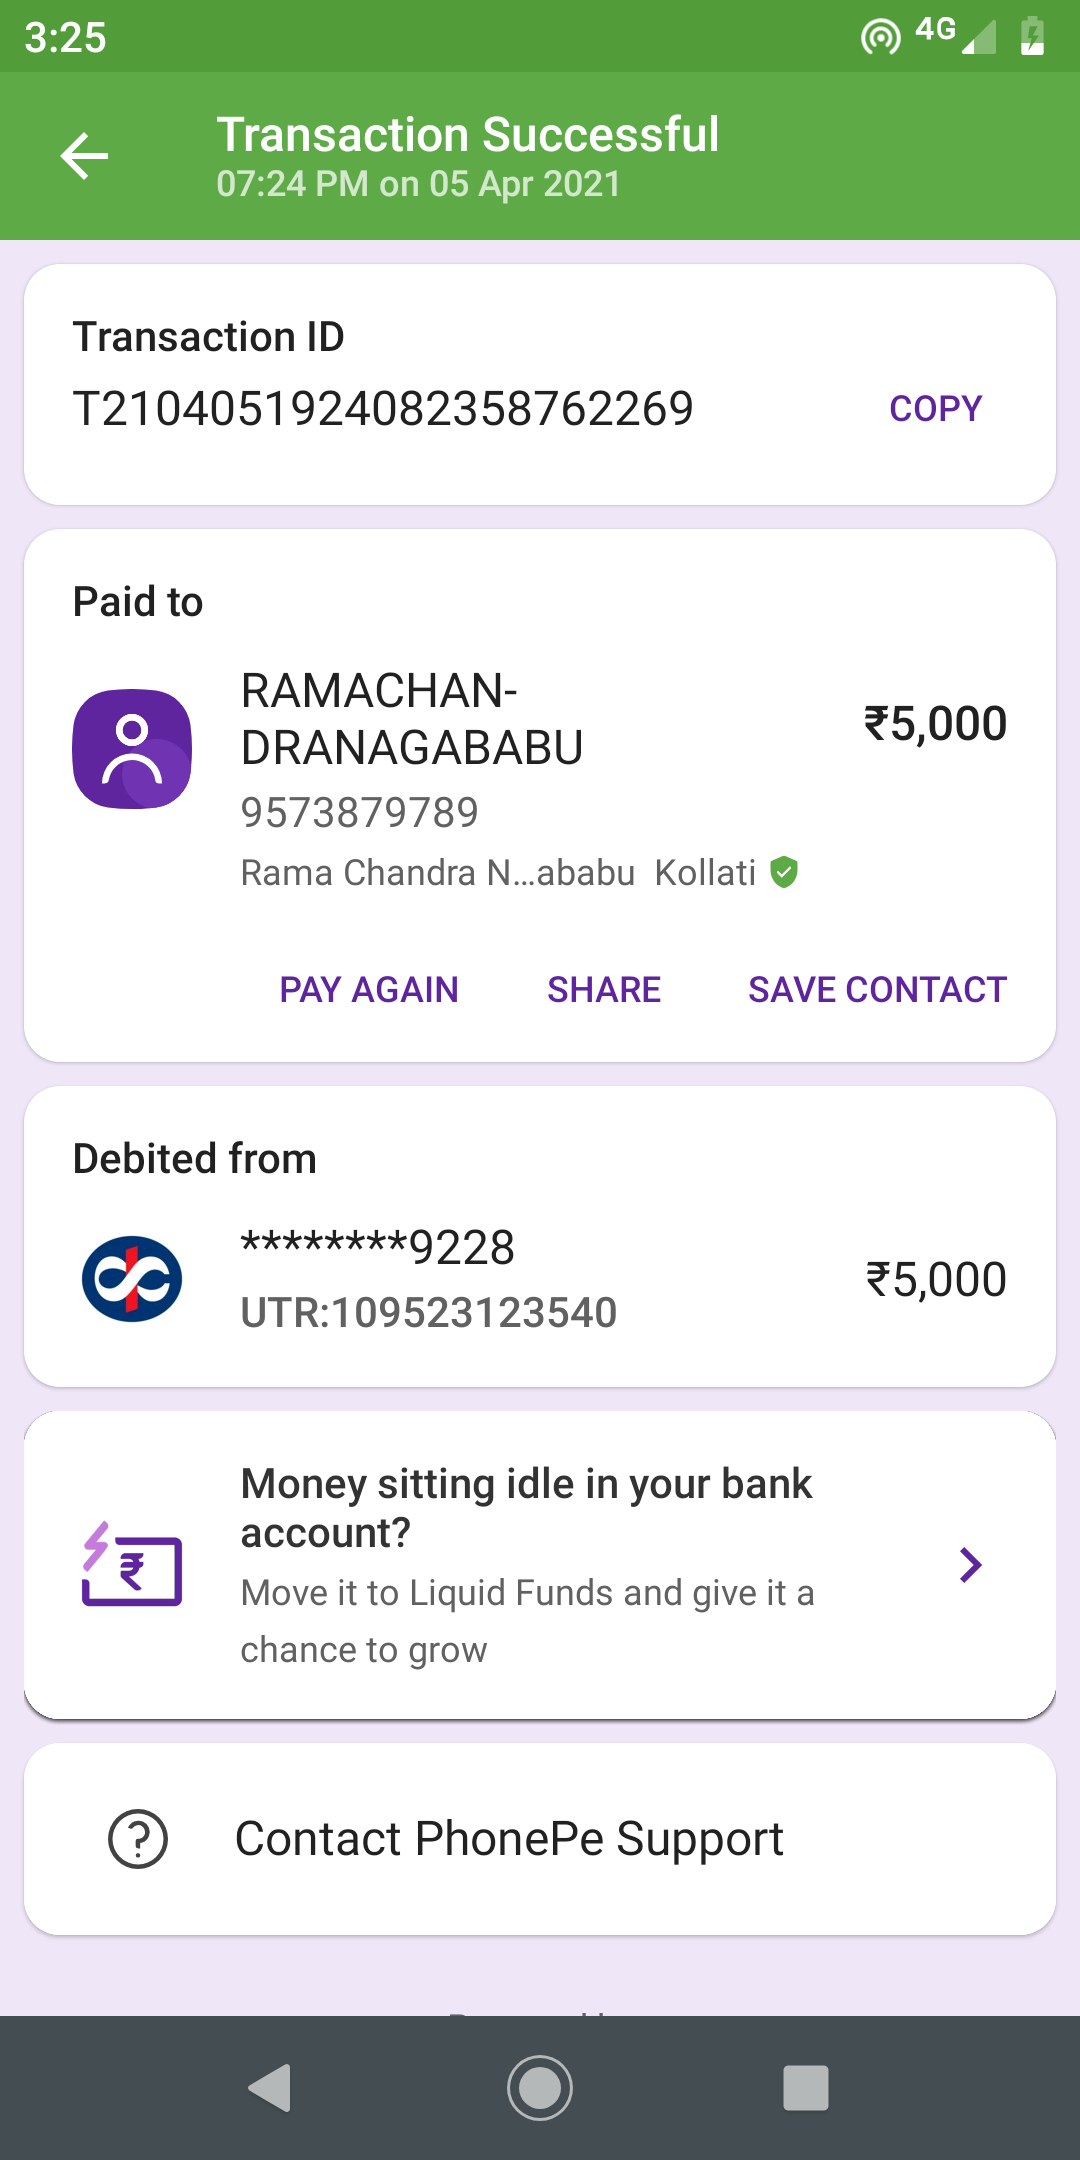 3:25
4G
Transaction Successful
07:24 PM on 05 Apr 2021
Transaction ID
T2104051924082358762269
COPY
Paid to
RAMACHAN-
DRANAGABABU
₹5,000
9573879789
Rama Chandra N...ababu Kollati
PAY AGAIN SHARE SAVE CONTACT
Debited from
********9228
UTR:109523123540
₹5,000
Money sitting idle in your bank
account?
Move it to Liquid Funds and give it a
chance to grow
Contact PhonePe Support